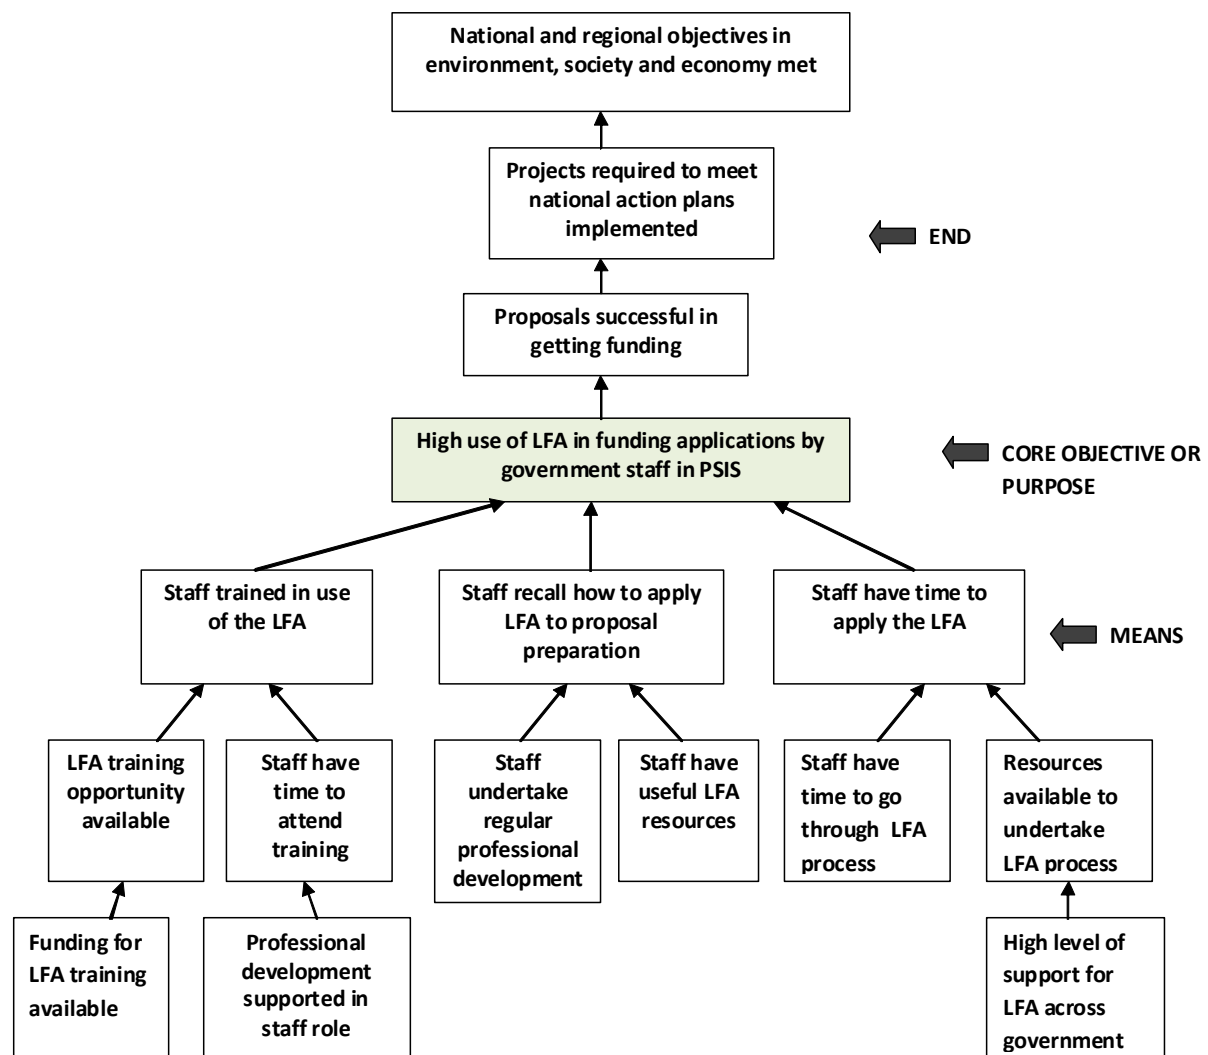 National and regional objectives in
environment, society and economy met
Projects required to meet
national action plans
implemented
END
Proposals successful in
getting funding
High use of LFA in funding applications by
government staff in PSIS
CORE OBJECTIVE OR
PURPOSE
Staff trained in use
of the LFA
Staff recall how to apply
LFA to proposal
preparation
Staff have time to
apply the LFA
MEANS
LFA training
opportunity
available
Staff have
time to
attend
training
Staff
undertake
regular
professional
development
Staff have
useful LFA
resources
Staff have
time to go
through LFA
process
Resources
available to
undertake
LFA process
Funding for
LFA training
available
Professional
development
supported in
staff role
High level of
support for
LFA across
government